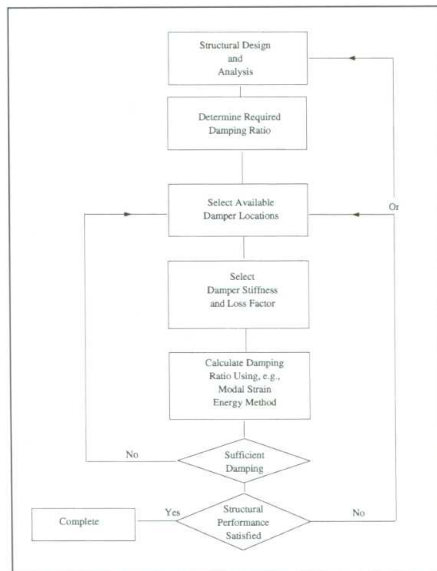 Structural Design
and
Analysis
Determine Required
Damping Ratio
Select Available
Damper Locations
Or
Select
Damper Stiffness
and Loss Factor
Calculate Damping
Ratio Using, e.g.,
Modal Strain
Energy Method
No
Sufficient
Damping
Complete
Yes
Structural
Performance
Satisfied
No